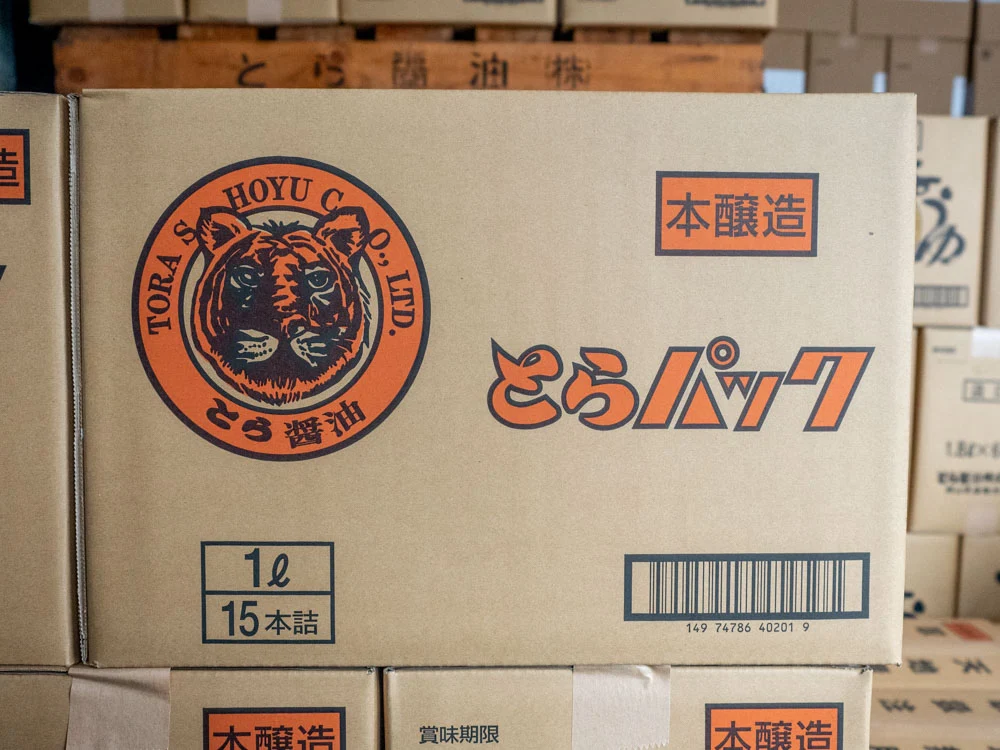 とら醤油㈱
造
本醸造
TORA SHOYU CO., LTD.
とら醤油
とらパック
1ℓ
15本詰
149 74786 40201 9
本醸造
賞味期限
本醸造